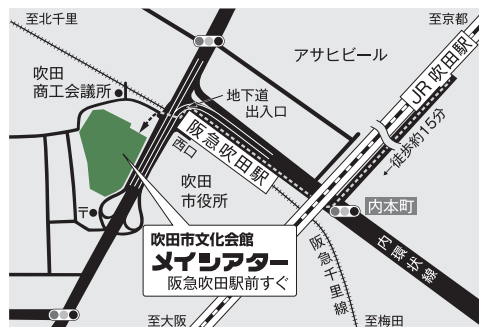 至北千里
至京都
アサヒビール
JR吹田駅
吹田
商工会議所
地下道
出入口
阪急吹田駅
西口
←徒歩約15分
吹田
市役所
〒
内本町
吹田市文化会館
メイシアター
阪急吹田駅前すぐ
阪急千里線
内環状線
至大阪
至梅田